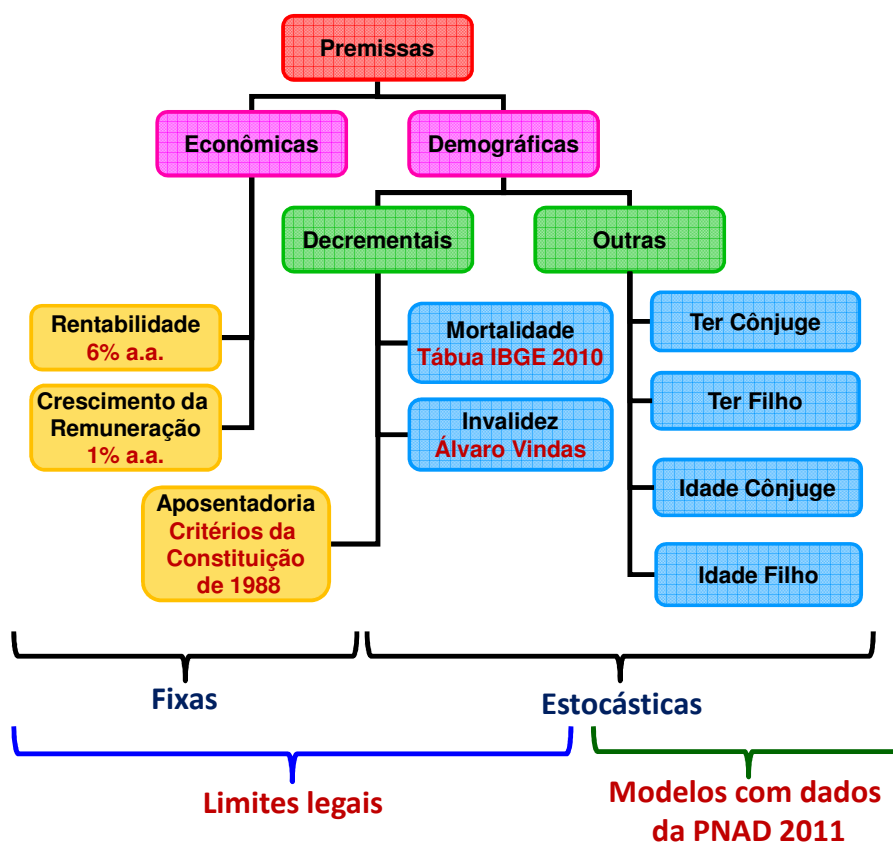 Premissas
Econômicas
Demográficas
Decrementais
Outras
Rentabilidade
6% a.a.
Crescimento da
Remuneração
1% a.a.
Aposentadoria
Critérios da
Constituição
de 1988
Mortalidade
Tábua IBGE 2010
Invalidez
Álvaro Vindas
Ter Cônjuge
Ter Filho
Idade Cônjuge
Idade Filho
Fixas
Estocásticas
Limites legais
Modelos com dados
da PNAD 2011